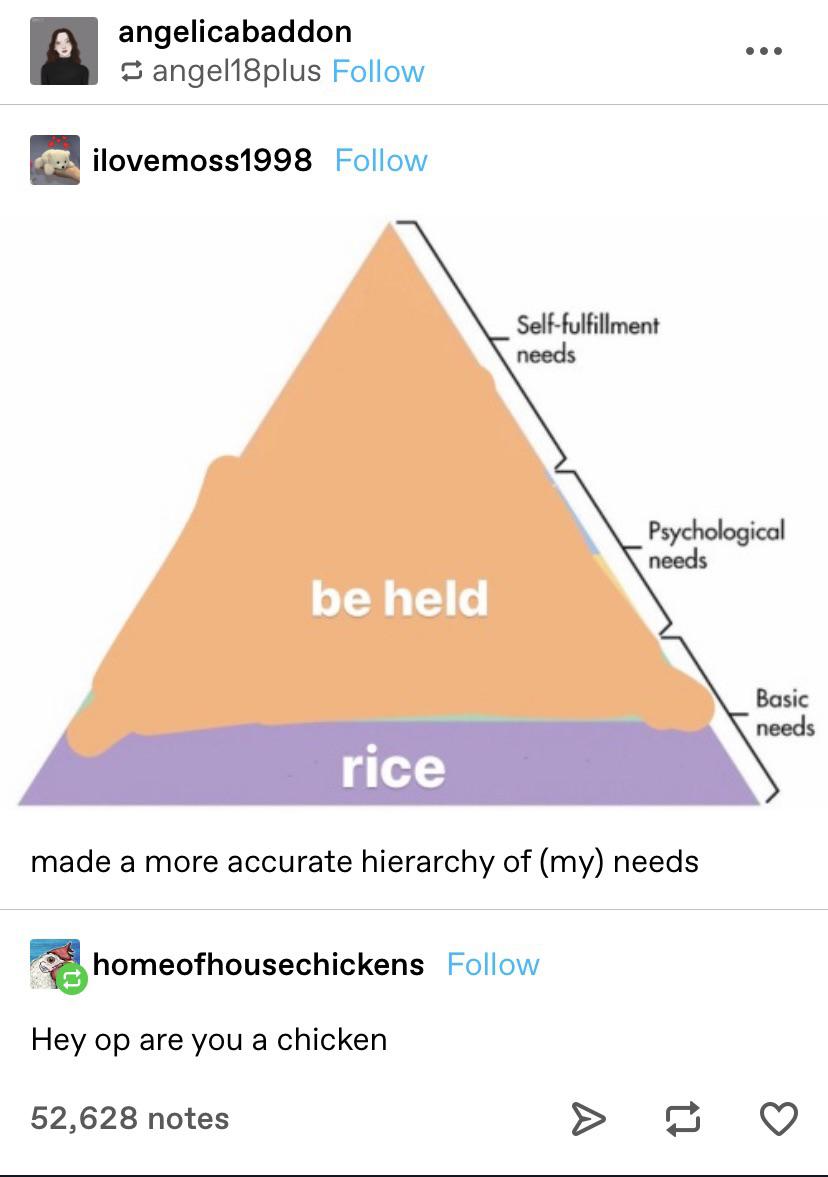 angelicabaddon
angel18plus Follow
ilovemoss1998 Follow
Self-fulfillment
needs
Psychological
needs
be held
Basic
needs
rice
made a more accurate hierarchy of (my) needs
homeofhousechickens Follow
Hey op are you a chicken
52,628 notes